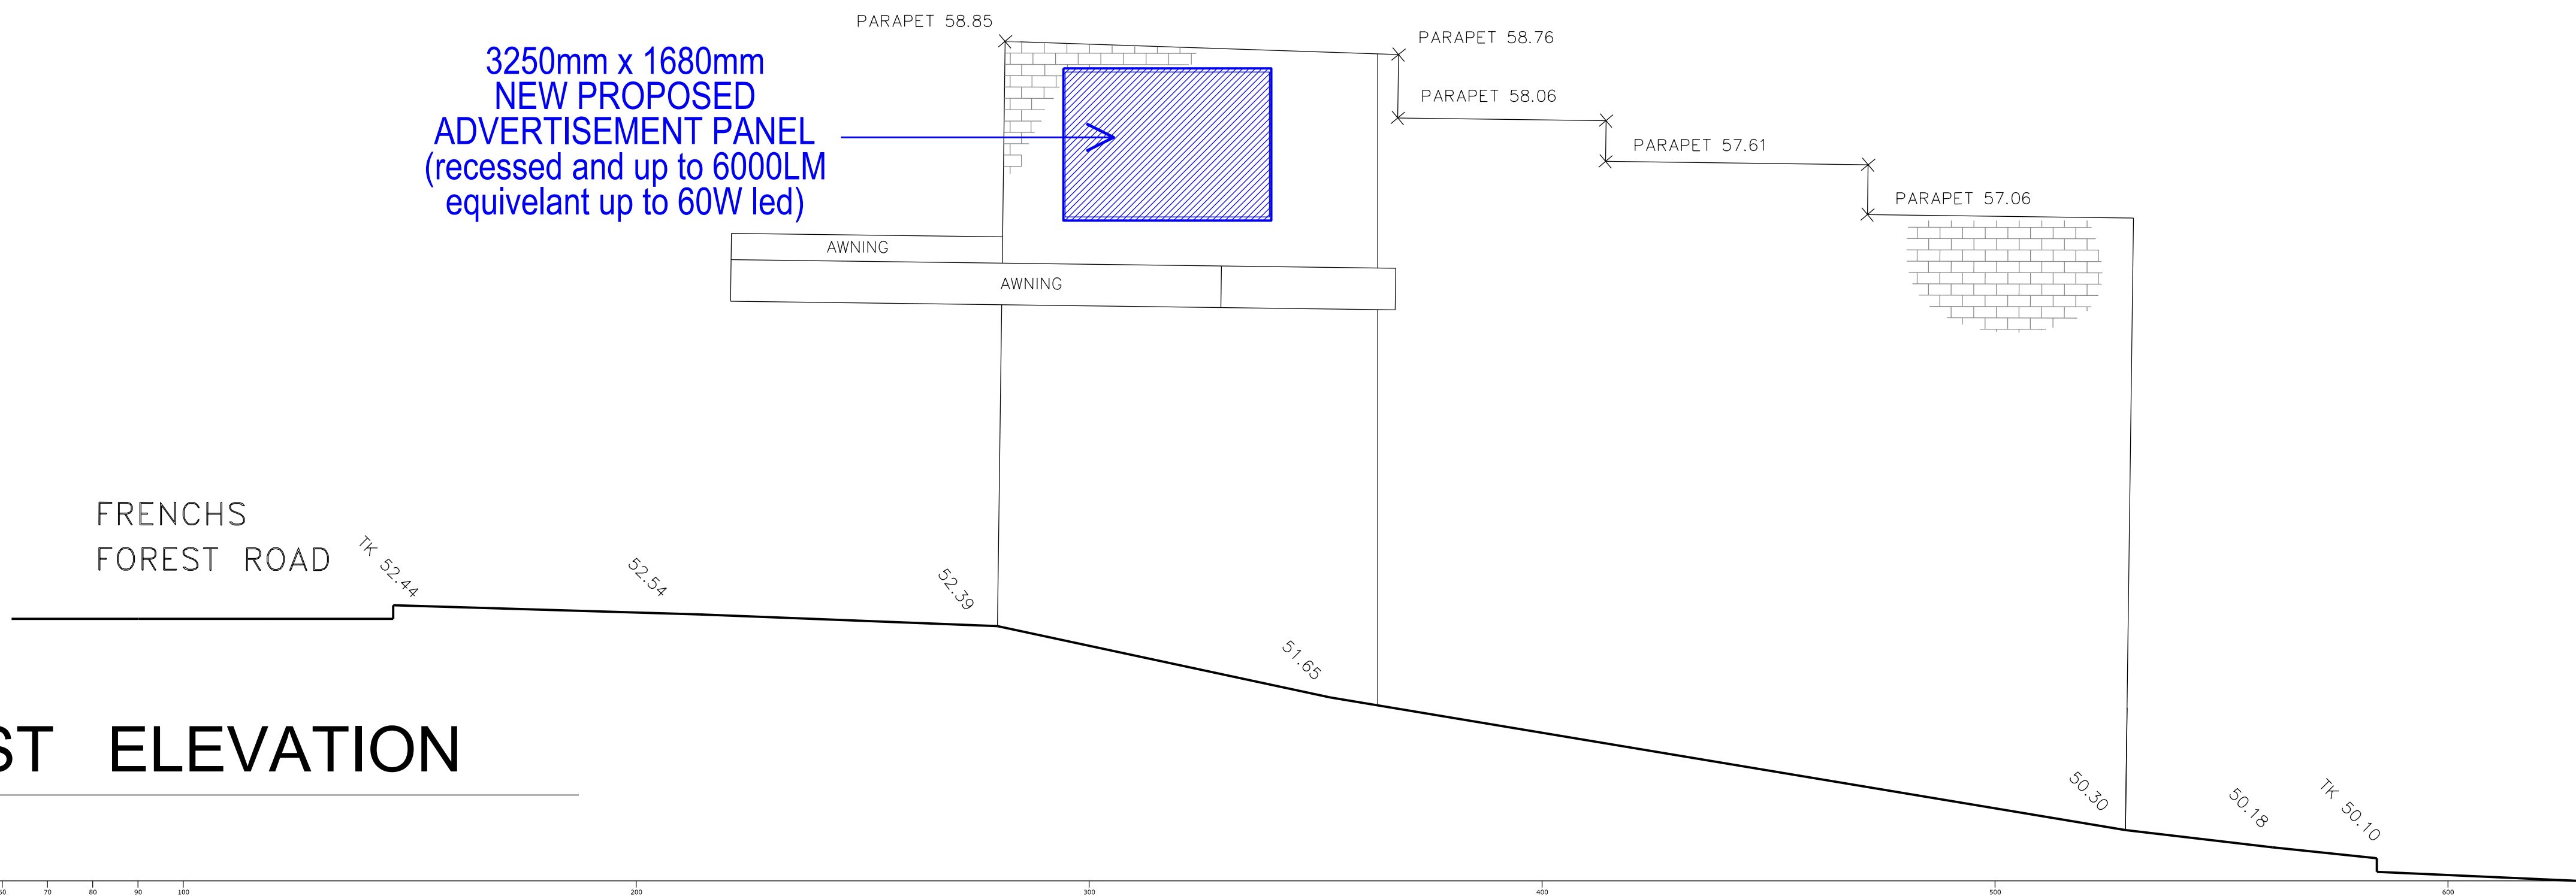 PARAPET 58.85
PARAPET 58.76
3250mm x 1680mm
NEW PROPOSED
ADVERTISEMENT PANEL
(recessed and up to 6000LM
equivelant up to 60W led)
PARAPET 58.06
PARAPET 57.61
PARAPET 57.06
AWNING
AWNING
FRENCHS
FOREST ROAD
TK 52.44
52.54
52.39
51.65
50.30
50.18
TK 50.10
ST ELEVATION
60 70 80 90 100 200 300 400 500 600